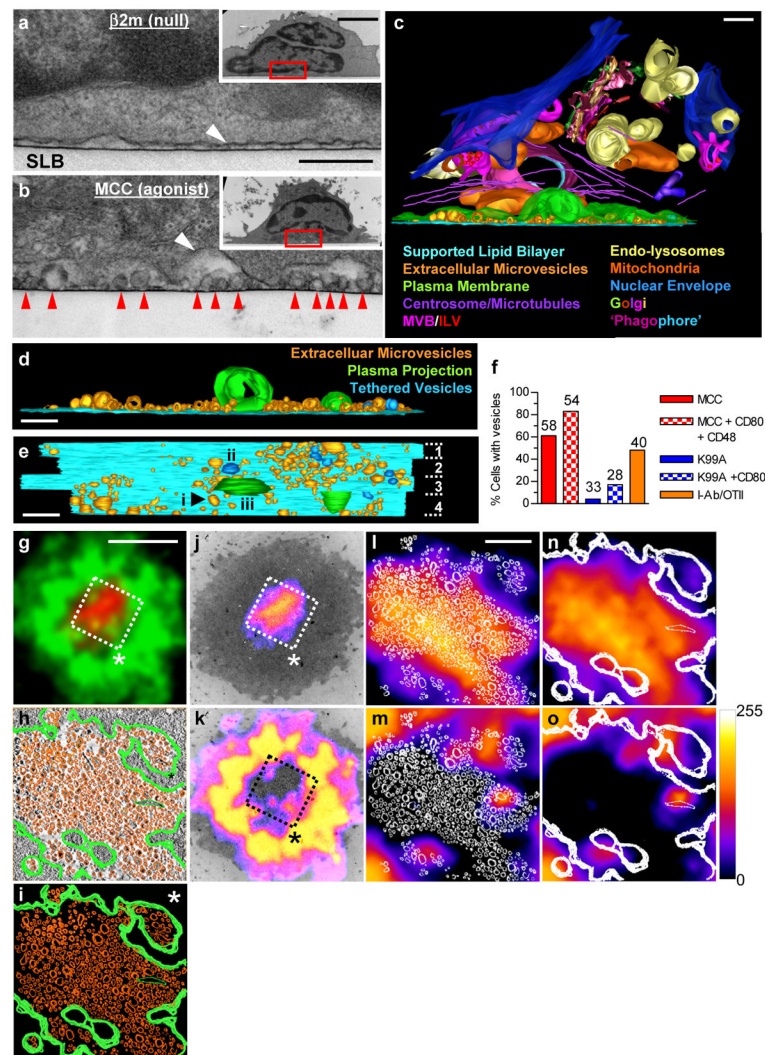 a
β2m (null)
SLB
b
MCC (agonist)
c
Supported Lipid Bilayer
Extracellular Microvesicles
Plasma Membrane
Centrosome/Microtubules
MVB/ILV
Endo-lysosomes
Mitochondria
Nuclear Envelope
Golgi
'Phagophore'
d
Extracelluar Microvesicles
Plasma Projection
Tethered Vesicles
e
i
ii
iii
1
2
3
4
f
% Cells with vesicles
100
80
60
40
20
0
58
54
33
28
40
MCC
MCC + CD80
+ CD48
K99A
K99A +CD80
I-Ab/OTII
g
*
j
*
l
n
h
*
k
*
m
o
255
0
i
*